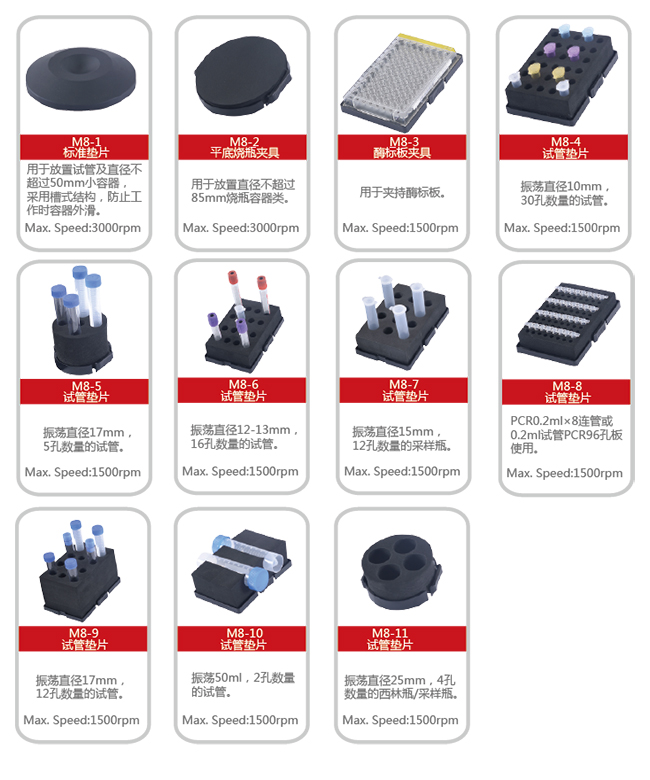 M8-1
标准垫片
用于放置试管及直径不
超过50mm小容器，
采用槽式结构，防止工
作时容器外滑。
Max. Speed:3000rpm
M8-2
平底烧瓶夹具
用于放置直径不超过
85mm烧瓶容器类。
Max. Speed:3000rpm
M8-3
酶标板夹具
用于夹持酶标板。
Max. Speed:1500rpm
M8-4
试管垫片
振荡直径10mm，
30孔数量的试管。
Max. Speed:1500rpm
M8-5
试管垫片
振荡直径17mm，
5孔数量的试管。
Max. Speed:1500rpm
M8-6
试管垫片
振荡直径12-13mm，
16孔数量的试管。
Max. Speed:1500rpm
M8-7
试管垫片
振荡直径15mm，
12孔数量的采样瓶。
Max. Speed:1500rpm
M8-8
试管垫片
PCR0.2ml×8连管或
0.2ml试管PCR96孔板
使用。
Max. Speed:1500rpm
M8-9
试管垫片
振荡直径17mm，
12孔数量的试管。
Max. Speed:1500rpm
M8-10
试管垫片
振荡50ml，2孔数量
的试管。
Max. Speed:1500rpm
M8-11
试管垫片
振荡直径25mm，4孔
数量的西林瓶/采样瓶。
Max. Speed:1500rpm